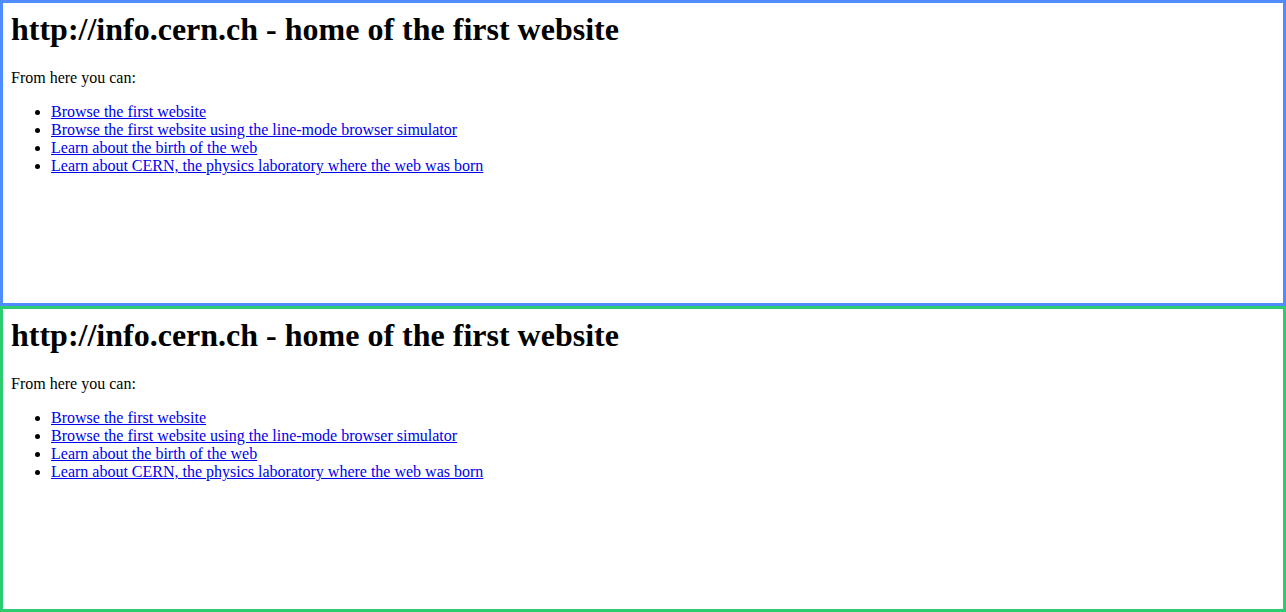 http://info.cern.ch - home of the first website
From here you can:
Browse the first website
Browse the first website using the line-mode browser simulator
Learn about the birth of the web
Learn about CERN, the physics laboratory where the web was born
http://info.cern.ch - home of the first website
From here you can:
Browse the first website
Browse the first website using the line-mode browser simulator
Learn about the birth of the web
Learn about CERN, the physics laboratory where the web was born